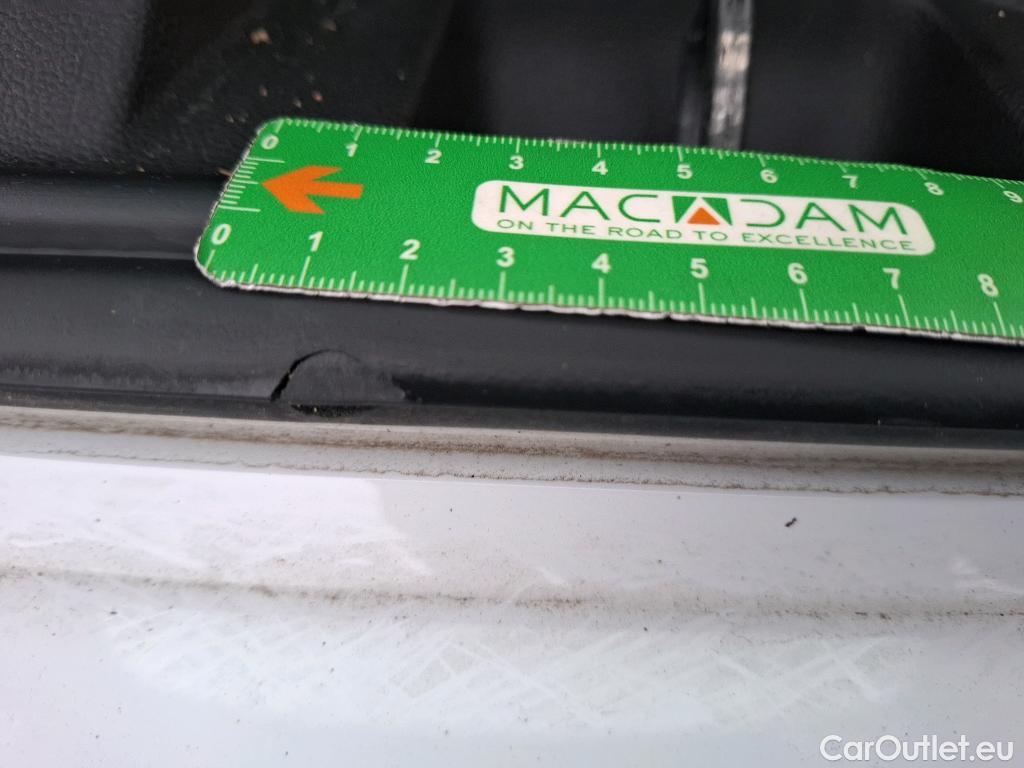 0 1 2 3 4 5 6 7 8 9
MACADAM
ON THE ROAD TO EXCELLENCE
0 1 2 3 4 5 6 7 8
CarOutlet.eu